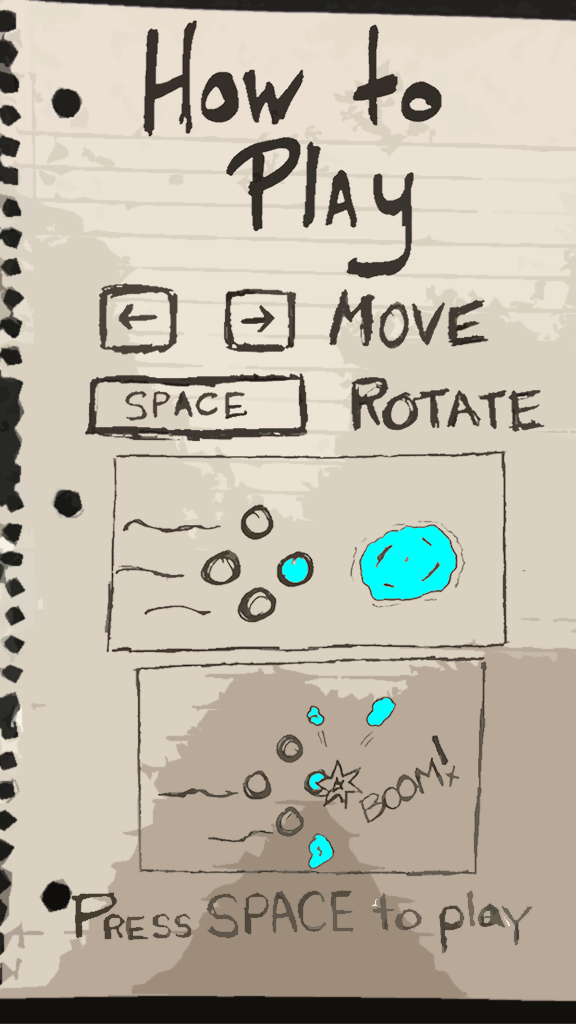 How to
Play
← → MOVE
SPACE ROTATE
BOOM!
PRESS SPACE to play